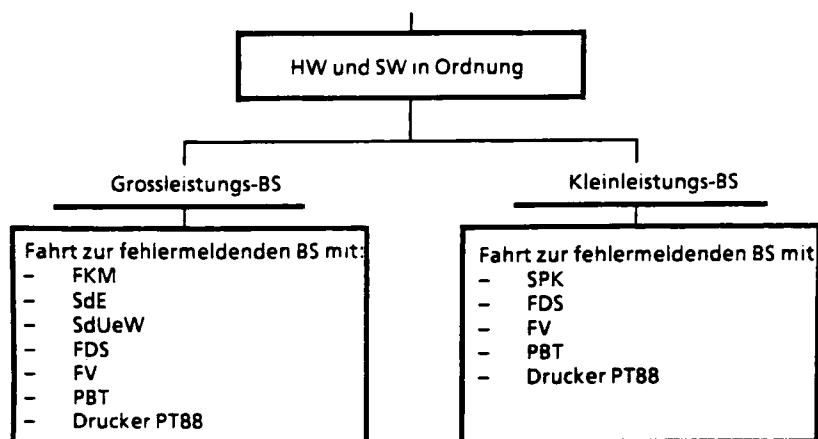 HW und SW in Ordnung
Grossleistungs-BS
Kleinleistungs-BS
Fahrt zur fehlermeldenden BS mit:
- FKM
- SdE
- SdUeW
- FDS
- FV
- PBT
- Drucker PT88
Fahrt zur fehlermeldenden BS mit
- SPK
- FDS
- FV
- PBT
- Drucker PT88